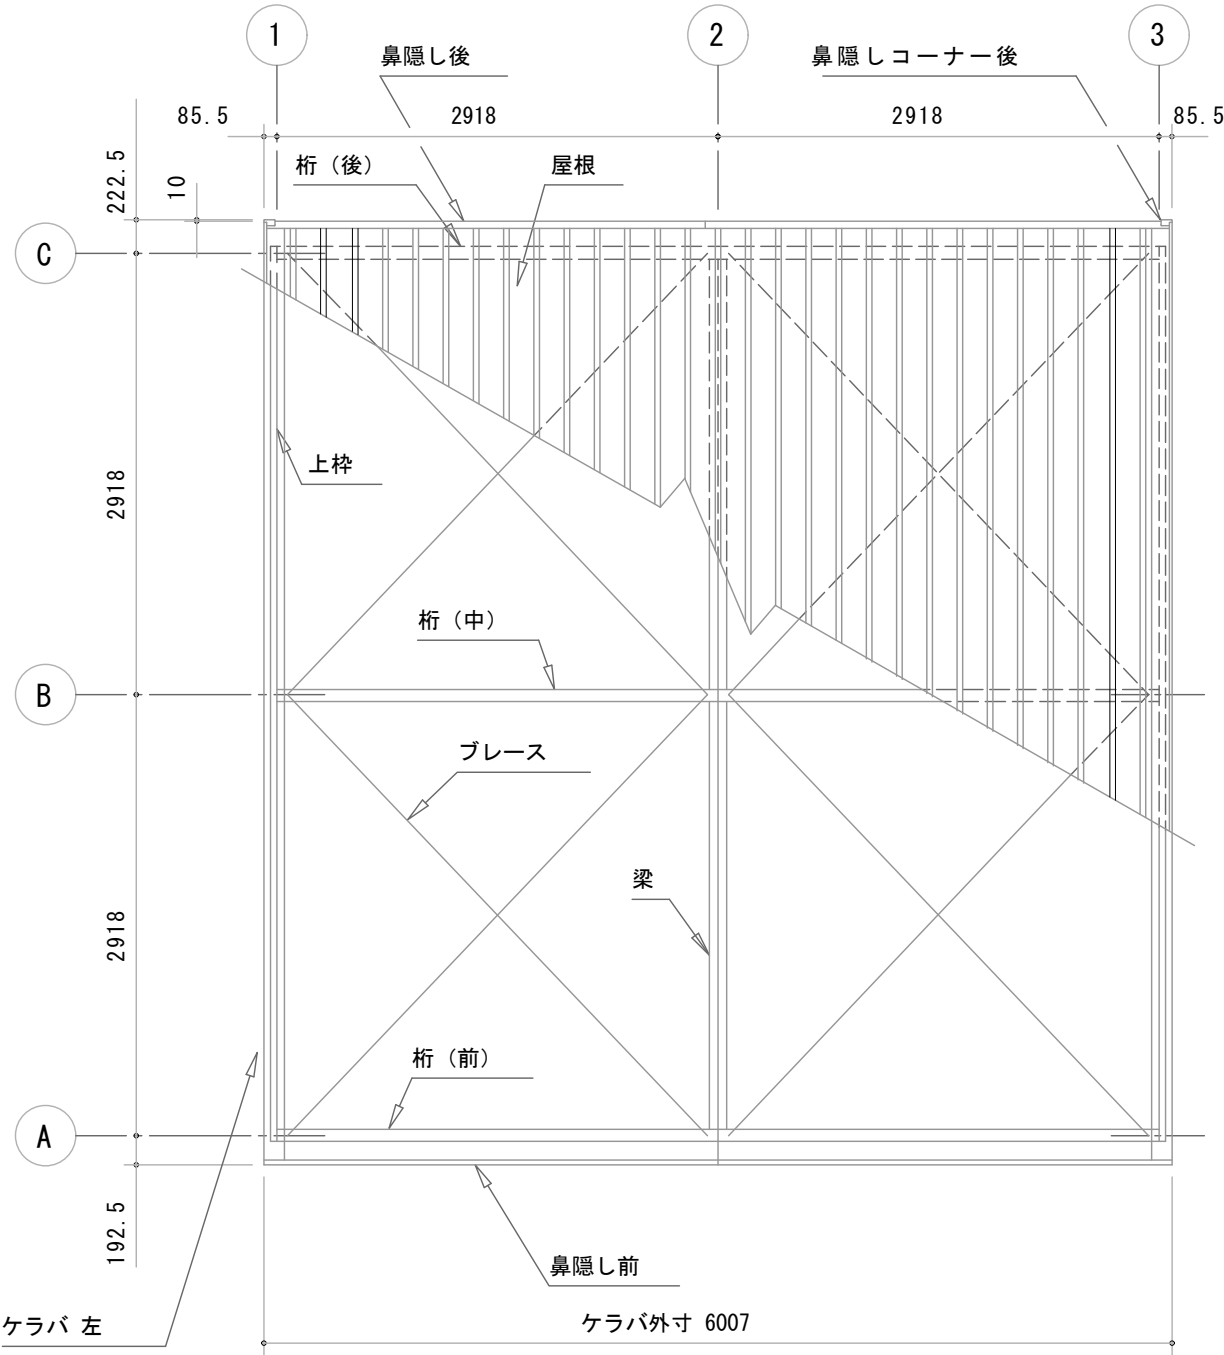 1
2
3
鼻隠し後
鼻隠しコーナー後
85.5
2918
2918
85.5
222.5
10
桁（後）
屋根
C
上枠
2918
桁（中）
B
ブレース
梁
2918
桁（前）
A
192.5
鼻隠し前
ケラバ 左
ケラバ外寸 6007